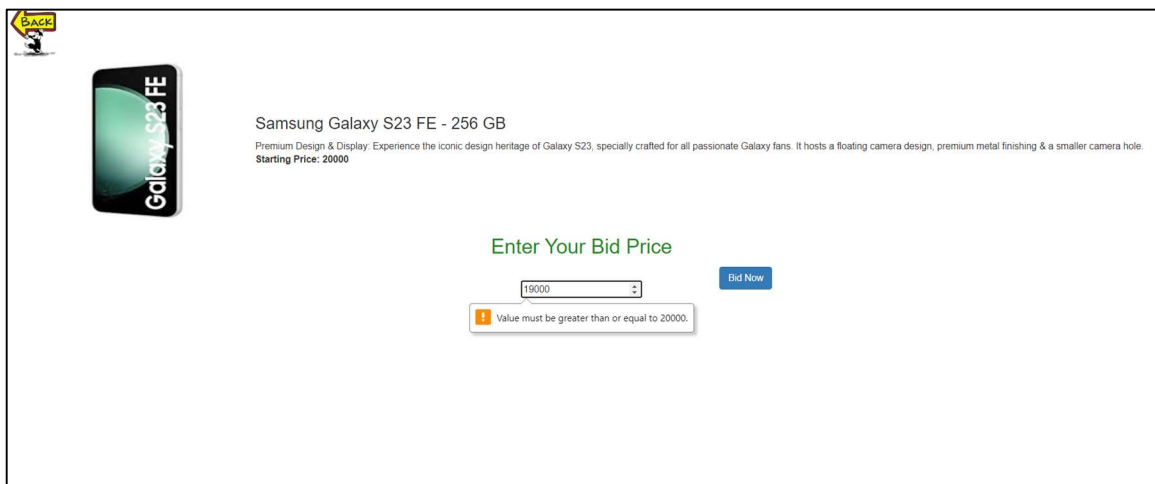 BACK
Galaxy S23 FE
Samsung Galaxy S23 FE - 256 GB
Premium Design & Display: Experience the iconic design heritage of Galaxy S23, specially crafted for all passionate Galaxy fans. It hosts a floating camera design, premium metal finishing & a smaller camera hole.
Starting Price: 20000
Enter Your Bid Price
Bid Now
19000
! Value must be greater than or equal to 20000.